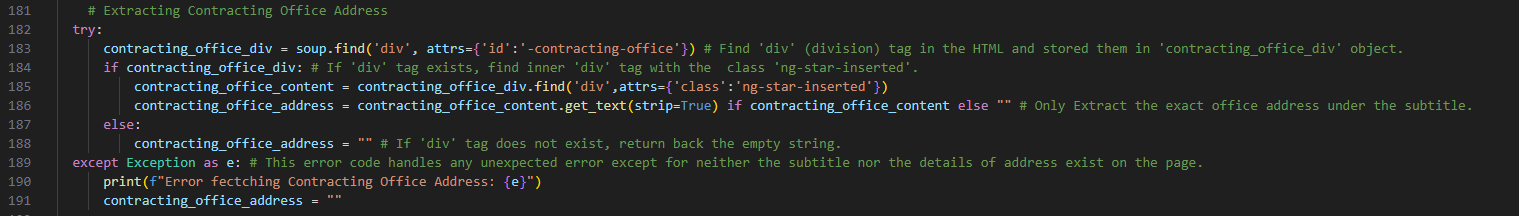 181 # Extracting Contracting Office Address
182 try:
183 contracting_office_div = soup.find('div', attrs={'id':'-contracting-office'}) # Find 'div' (division) tag in the HTML and stored them in 'contracting_office_div' object.
184 if contracting_office_div: # If 'div' tag exists, find inner 'div' tag with the  class 'ng-star-inserted'.
185 contracting_office_content = contracting_office_div.find('div',attrs={'class':'ng-star-inserted'})
186 contracting_office_address = contracting_office_content.get_text(strip=True) if contracting_office_content else "" # Only Extract the exact office address under the subtitle.
187 else:
188 contracting_office_address = "" # If 'div' tag does not exist, return back the empty string.
189 except Exception as e: # This error code handles any unexpected error except for neither the subtitle nor the details of address exist on the page.
190 print(f"Error fectching Contracting Office Address: {e}")
191 contracting_office_address = ""